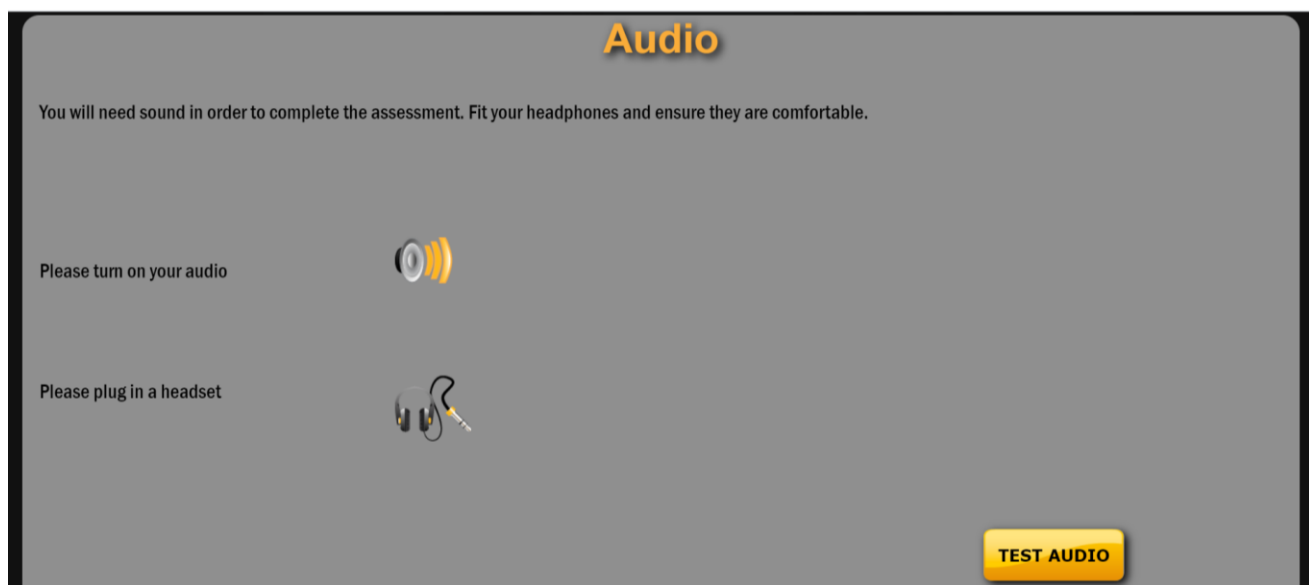 Audio
You will need sound in order to complete the assessment. Fit your headphones and ensure they are comfortable.
Please turn on your audio
Please plug in a headset
TEST AUDIO